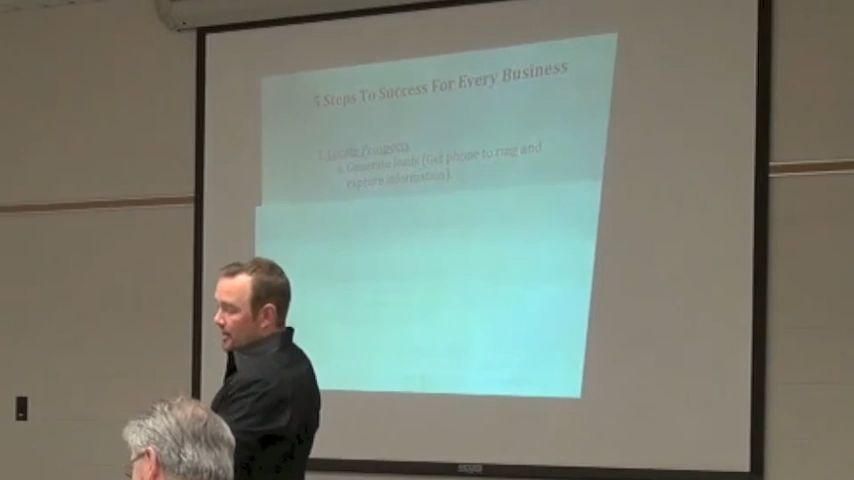 5 Steps To Success For Every Business
1. Locate Prospects
a. Generate leads (Get phone to ring and
capture information).